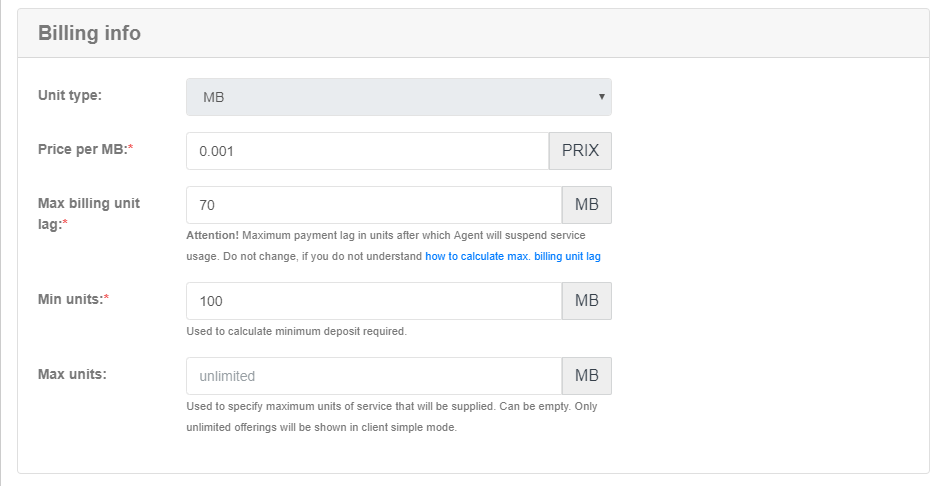 Billing info
Unit type:
MB
Price per MB:*
0.001
PRIX
Max billing unit
lag:*
70
MB
Attention! Maximum payment lag in units after which Agent will suspend service
usage. Do not change, if you do not understand how to calculate max. billing unit lag
Min units:*
100
MB
Used to calculate minimum deposit required.
Max units:
unlimited
MB
Used to specify maximum units of service that will be supplied. Can be empty. Only
unlimited offerings will be shown in client simple mode.